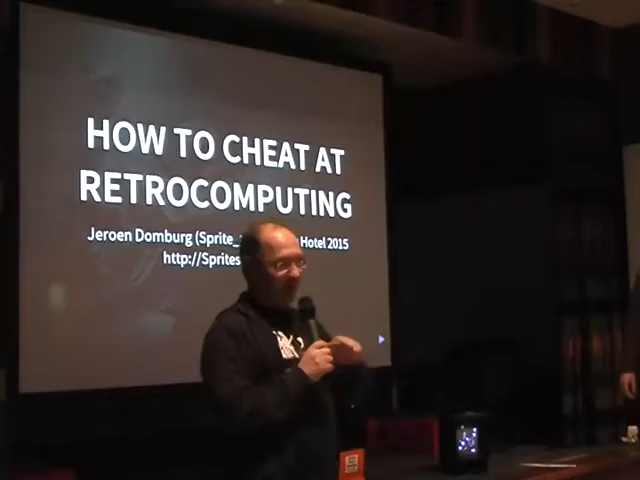 HOW TO CHEAT AT
RETROCOMPUTING
Jeroen Domburg (Sprite_ Hotel 2015
http://Sprites